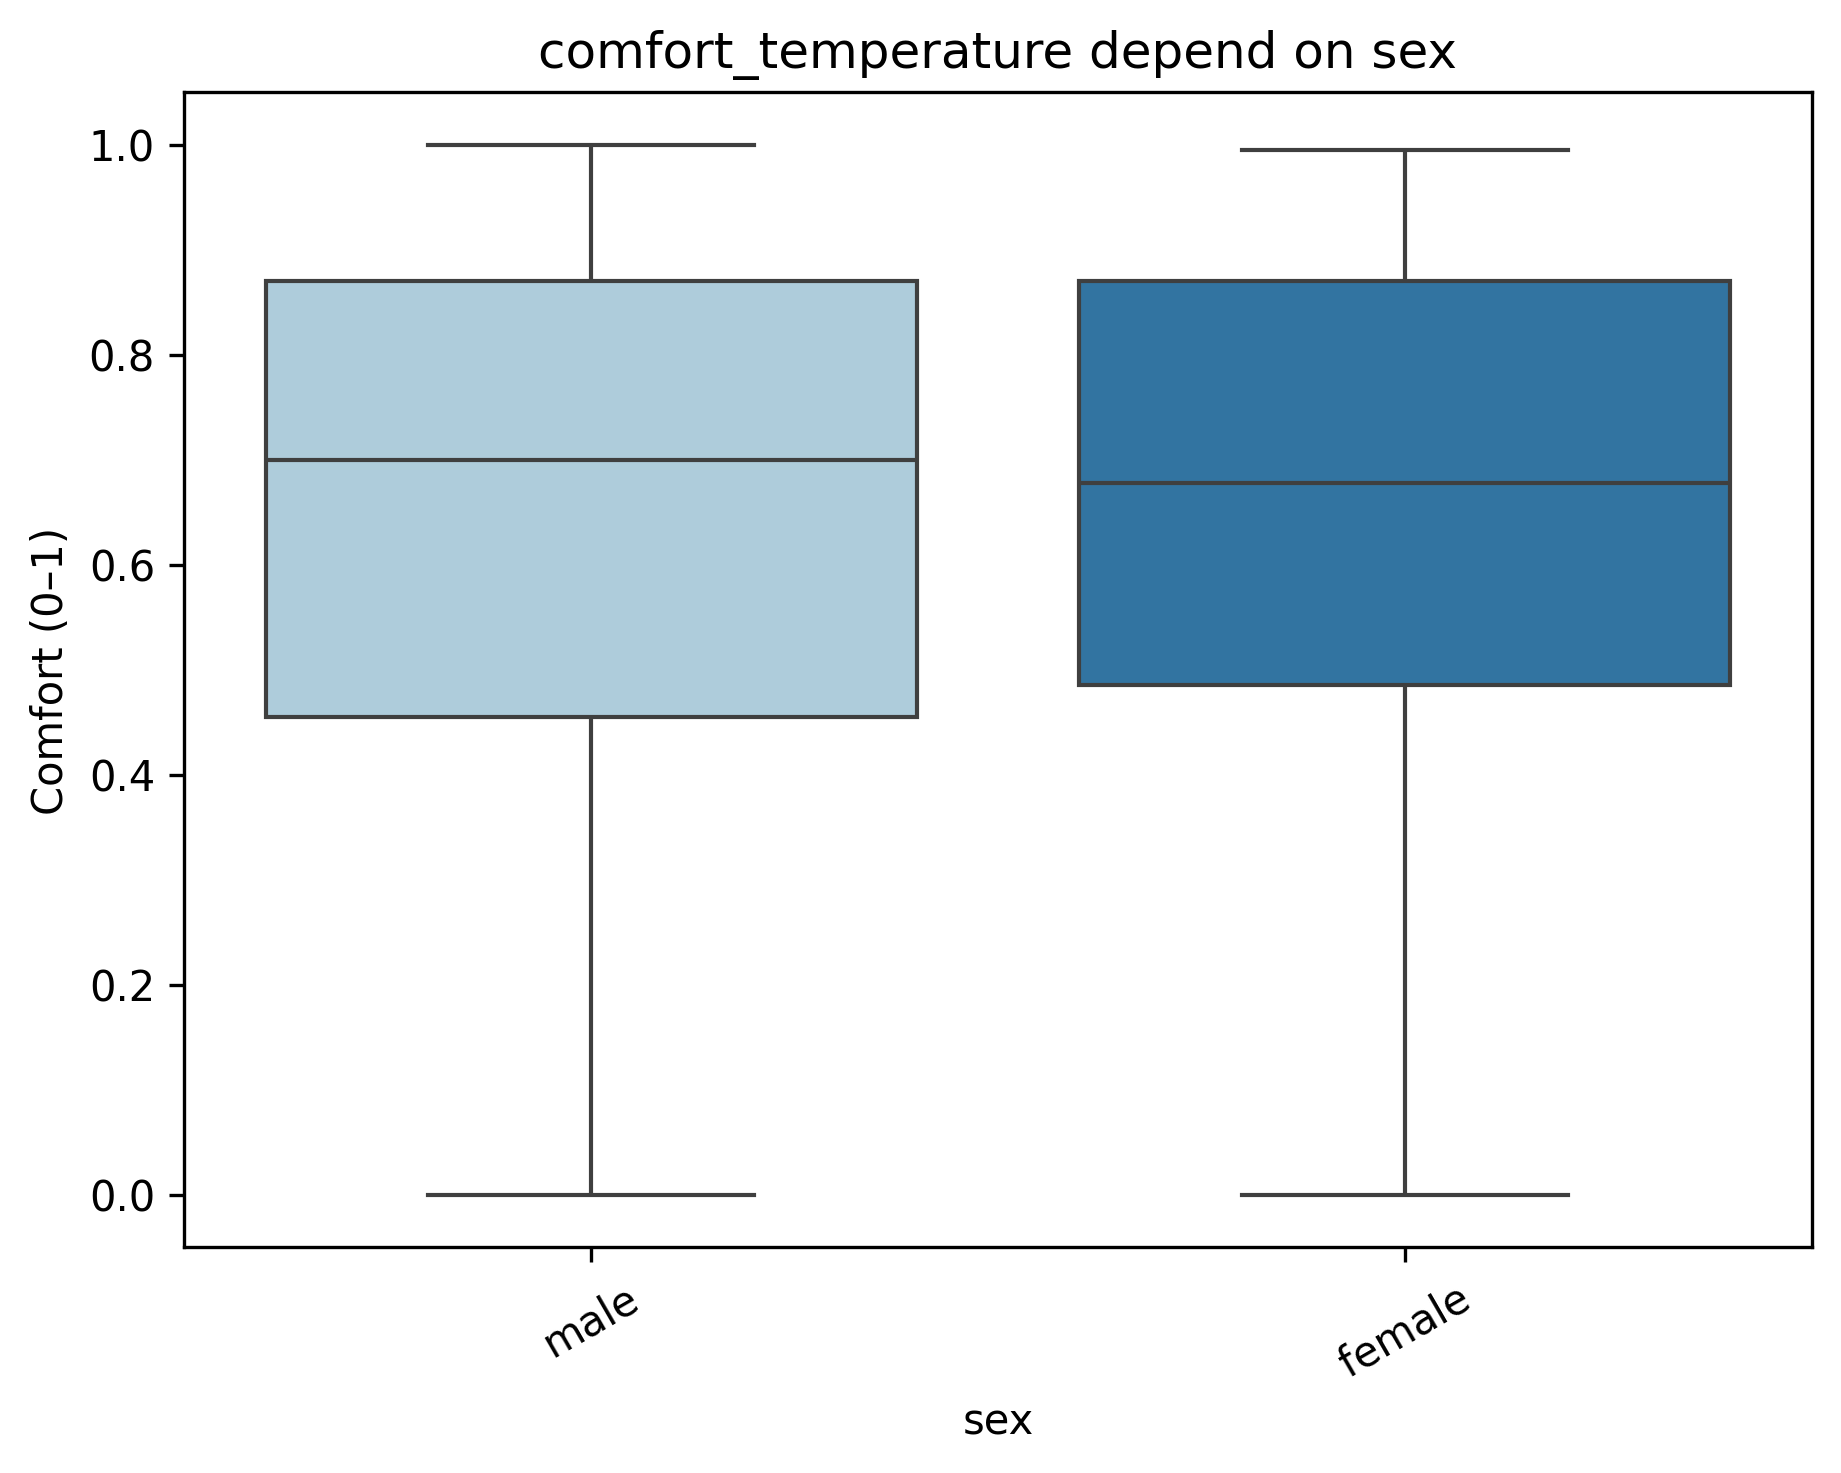 comfort_temperature depend on sex
Comfort (0–1)
1.0
0.8
0.6
0.4
0.2
0.0
male
female
sex